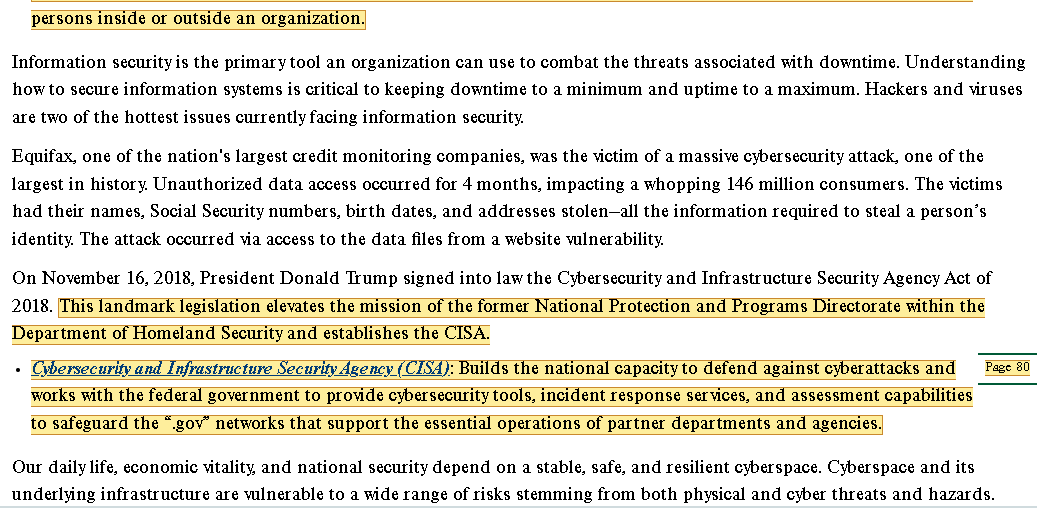 persons inside or outside an organization.
Information security is the primary tool an organization can use to combat the threats associated with downtime. Understanding
how to secure information systems is critical to keeping downtime to a minimum and uptime to a maximum. Hackers and viruses
are two of the hottest issues currently facing information security.
Equifax, one of the nation's largest credit monitoring companies, was the victim of a massive cybersecurity attack, one of the
largest in history. Unauthorized data access occurred for 4 months, impacting a whopping 146 million consumers. The victims
had their names, Social Security numbers, birth dates, and addresses stolen—all the information required to steal a person’s
identity. The attack occurred via access to the data files from a website vulnerability.
On November 16, 2018, President Donald Trump signed into law the Cybersecurity and Infrastructure Security Agency Act of
2018. This landmark legislation elevates the mission of the former National Protection and Programs Directorate within the
Department of Homeland Security and establishes the CISA.
• Cybersecurity and Infrastructure Security Agency (CISA): Builds the national capacity to defend against cyberattacks and
Page 80
works with the federal government to provide cybersecurity tools, incident response services, and assessment capabilities
to safeguard the “.gov” networks that support the essential operations of partner departments and agencies.
Our daily life, economic vitality, and national security depend on a stable, safe, and resilient cyberspace. Cyberspace and its
underlying infrastructure are vulnerable to a wide range of risks stemming from both physical and cyber threats and hazards.